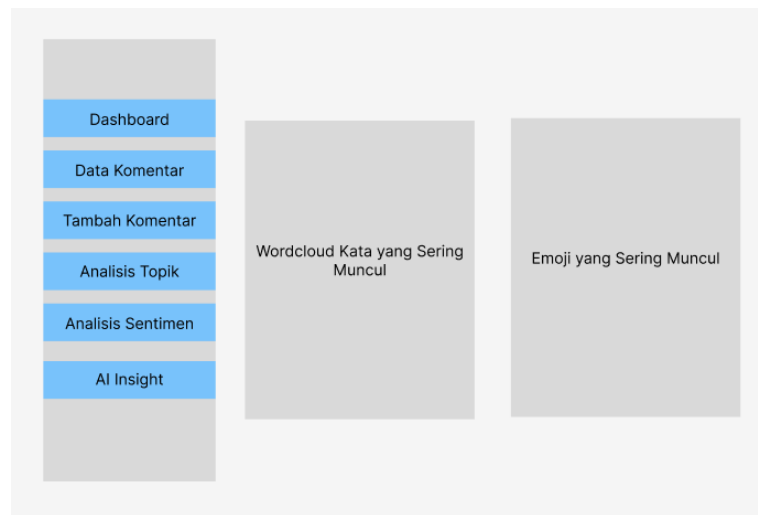 Dashboard
Data Komentar
Tambah Komentar
Analisis Topik
Analisis Sentimen
AI Insight
Wordcloud Kata yang Sering
Muncul
Emoji yang Sering Muncul